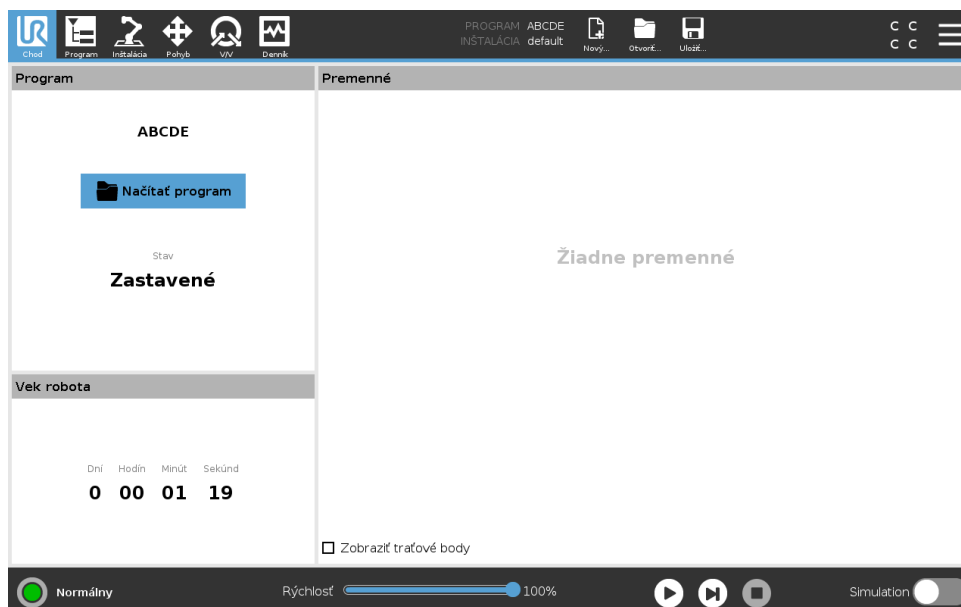 UR
Chod
Program
Inštalácia
Pohyb
V/V
Denník
PROGRAM ABCDE
INŠTALÁCIA default
Nový...
Otvoriť...
Uložiť...
C C
C C
Program
Premenné
ABCDE
Načítať program
Stav
Zastavené
Žiadne premenné
Vek robota
Dní Hodín Minút Sekúnd
0 00 01 19
Zobraziť traťové body
Normálny
Rýchlosť 100%
Simulation